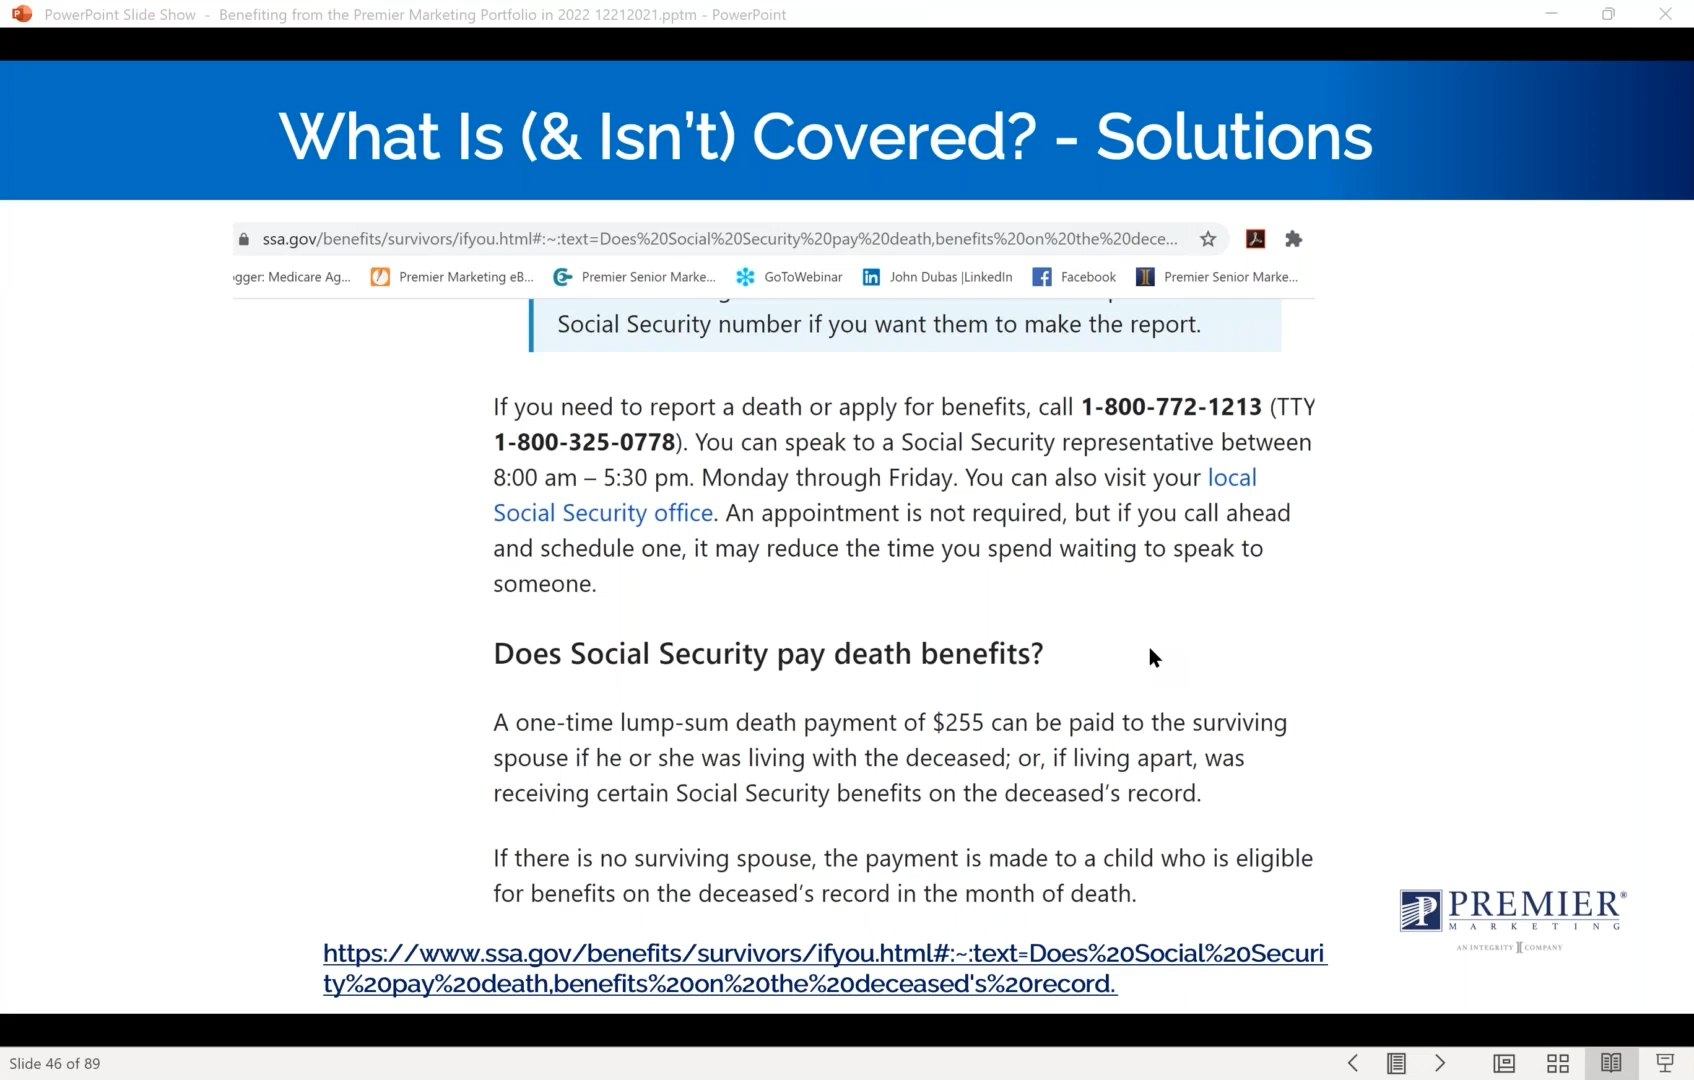 PowerPoint Slide Show - Benefiting from the Premier Marketing Portfolio in 2022 12212021.pptm - PowerPoint
What Is (& Isn't) Covered? - Solutions
ssa.gov/benefits/survivors/ifyou.html#:~:text=Does%20Social%20Security%20pay%20death,benefits%20on%20the%20dece...
gger: Medicare Ag... Premier Marketing eB... Premier Senior Marke... GoToWebinar John Dubas |LinkedIn Facebook Premier Senior Marke...
Social Security number if you want them to make the report.
If you need to report a death or apply for benefits, call 1-800-772-1213 (TTY
1-800-325-0778). You can speak to a Social Security representative between
8:00 am – 5:30 pm. Monday through Friday. You can also visit your local
Social Security office. An appointment is not required, but if you call ahead
and schedule one, it may reduce the time you spend waiting to speak to
someone.
Does Social Security pay death benefits?
A one-time lump-sum death payment of $255 can be paid to the surviving
spouse if he or she was living with the deceased; or, if living apart, was
receiving certain Social Security benefits on the deceased's record.
If there is no surviving spouse, the payment is made to a child who is eligible
for benefits on the deceased's record in the month of death.
https://www.ssa.gov/benefits/survivors/ifyou.html#:~:text=Does%20Social%20Securi
ty%20pay%20death,benefits%20on%20the%20deceased's%20record.
PREMIER®
MARKETING
AN INTEGRITY COMPANY
Slide 46 of 89